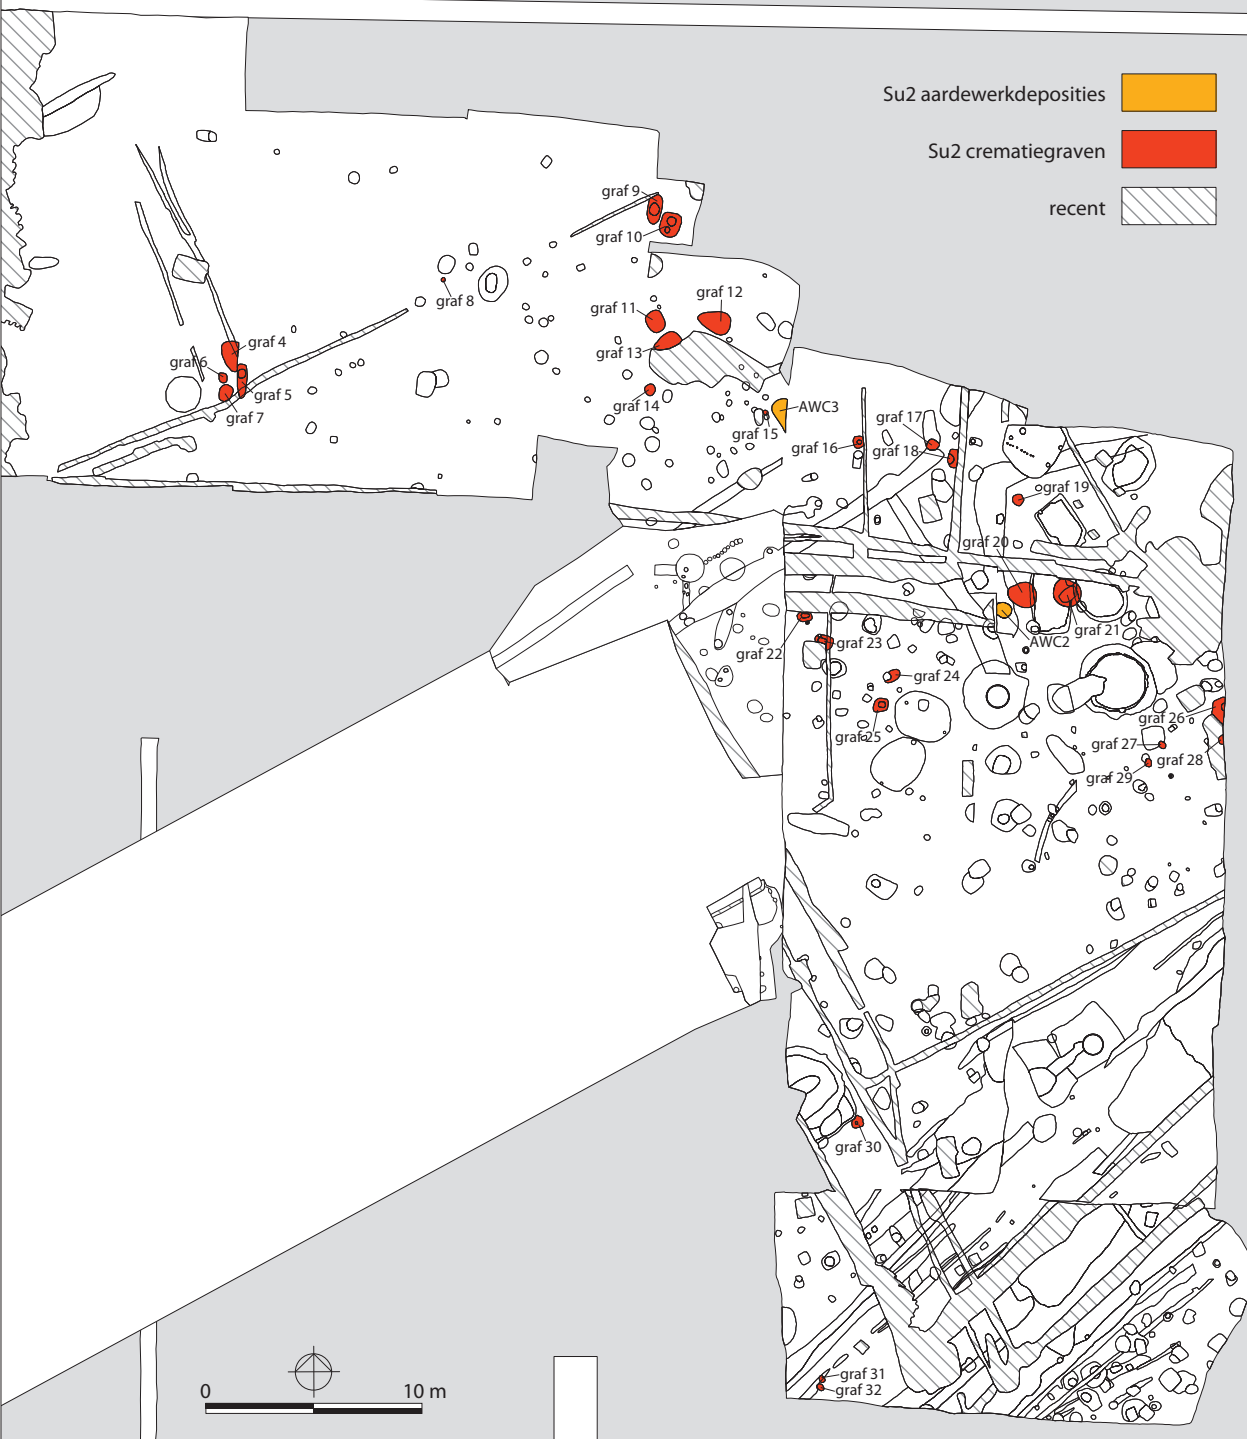 Su2 aardewerkdeposities
Su2 crematiegraven
recent
graf 9
graf 10
graf 8
graf 11
graf 12
graf 13
graf 4
graf 6
graf 5
graf 7
graf 14
AWC3
graf 15
graf 16
graf 17
graf 18
graf 19
graf 20
graf 21
AWC2
graf 22
graf 23
graf 24
graf 25
graf 26
graf 27
graf 28
graf 29
graf 30
graf 31
graf 32
0 10 m